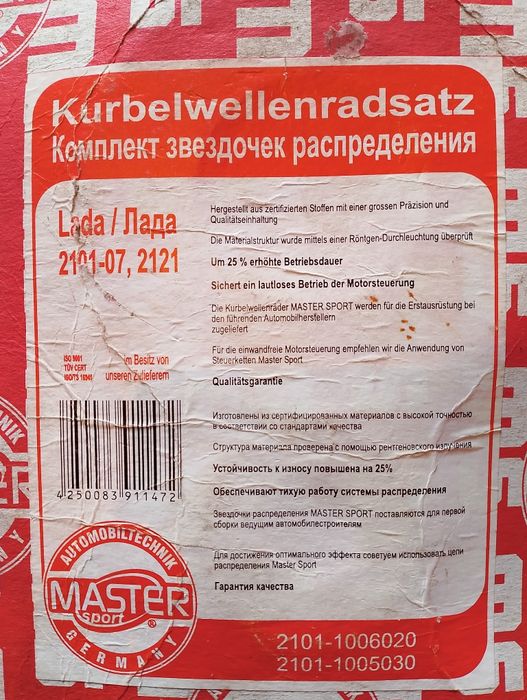 Kurbelwellenradsatz
Комплект звездочек распределения
Lada / Лада
2101-07, 2121
Hergestellt aus zertifizierten Stoffen mit einer grossen Präzision und
Qualitätseinhaltung
Die Materialstruktur wurde mittels einer Röntgen-Durchleuchtung überprüft
Um 25 % erhöhte Betriebsdauer
Sichert ein lautloses Betrieb der Motorsteuerung
Die Kurbelwellenräder MASTER SPORT werden für die Erstausrüstung bei
den führenden Automobilherstellern
zugeliefert
Für die einwandfreie Motorsteuerung empfehlen wir die Anwendung von
Steuerketten Master Sport
Qualitätsgarantie
ISO 9001
TÜV CERT
ISO/TS 16949
im Besitz von
unseren Zulieferern
Изготовлены из сертифицированных материалов с высокой точностью
в соответствии со стандартами качества
Структура материала проверена с помощью рентгеновского излучения
Устойчивость к износу повышена на 25%
Обеспечивают тихую работу системы распределения
Звездочки распределения MASTER SPORT поставляются для первой
сборки ведущим автомобилестроителям
Для достижения оптимального эффекта советуем использовать цепи
распределения Master Sport
Гарантия качества
4 250083 911472
AUTOMOBILTECHNIK
MASTER
sport
®
GERMANY
2101-1006020
2101-1005030